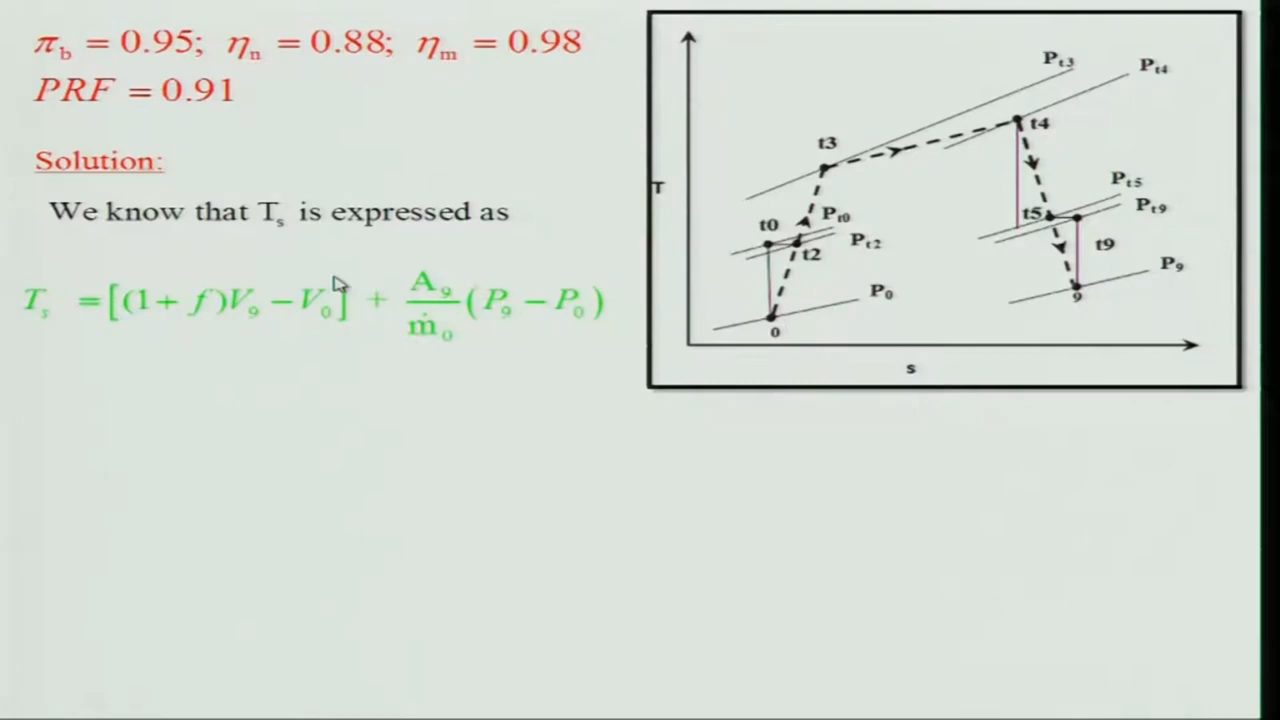 π_b = 0.95; η_n = 0.88; η_m = 0.98
PRF = 0.91
Solution:
We know that T_s is expressed as
T_s = [(1 + f)V_9 − V_0] + A_9/ṁ_0 (P_9 − P_0)
P_t3
P_t4
t4
t3
T
P_t5
P_t9
t5
P_t0
t0
P_t2
t9
t2
P_9
P_0
9
0
s